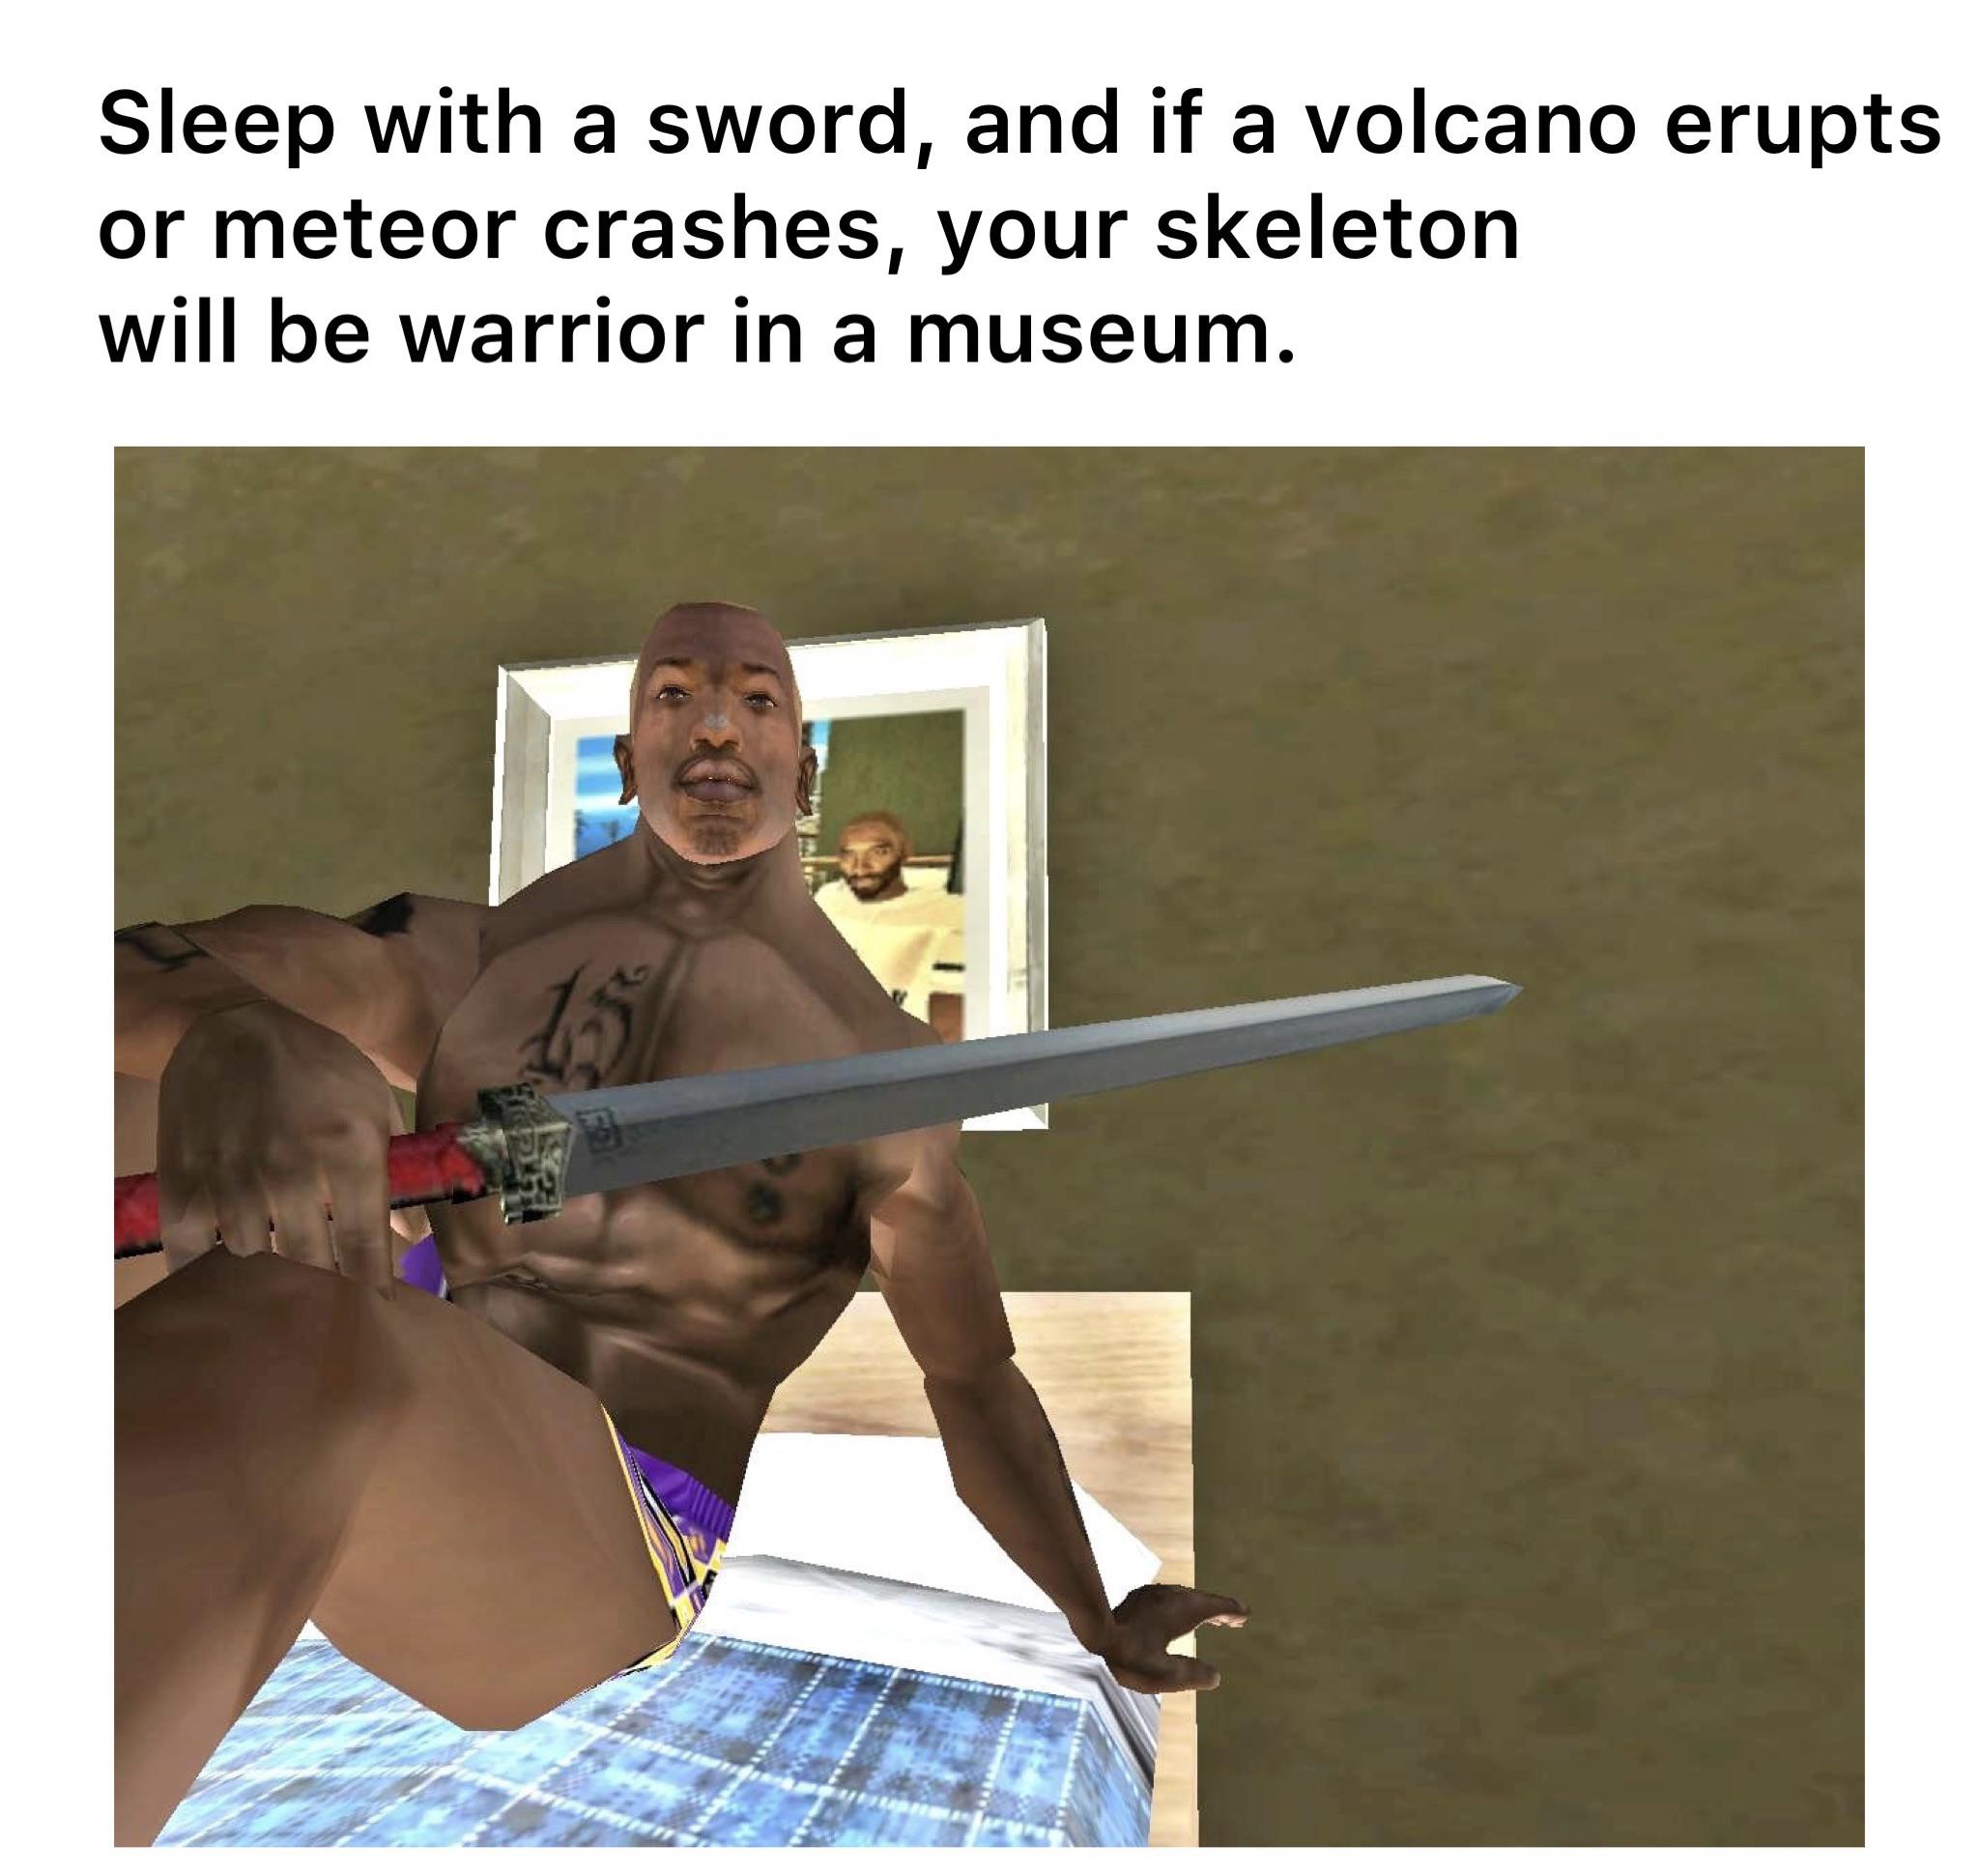 Sleep with a sword, and if a volcano erupts
or meteor crashes, your skeleton
will be warrior in a museum.